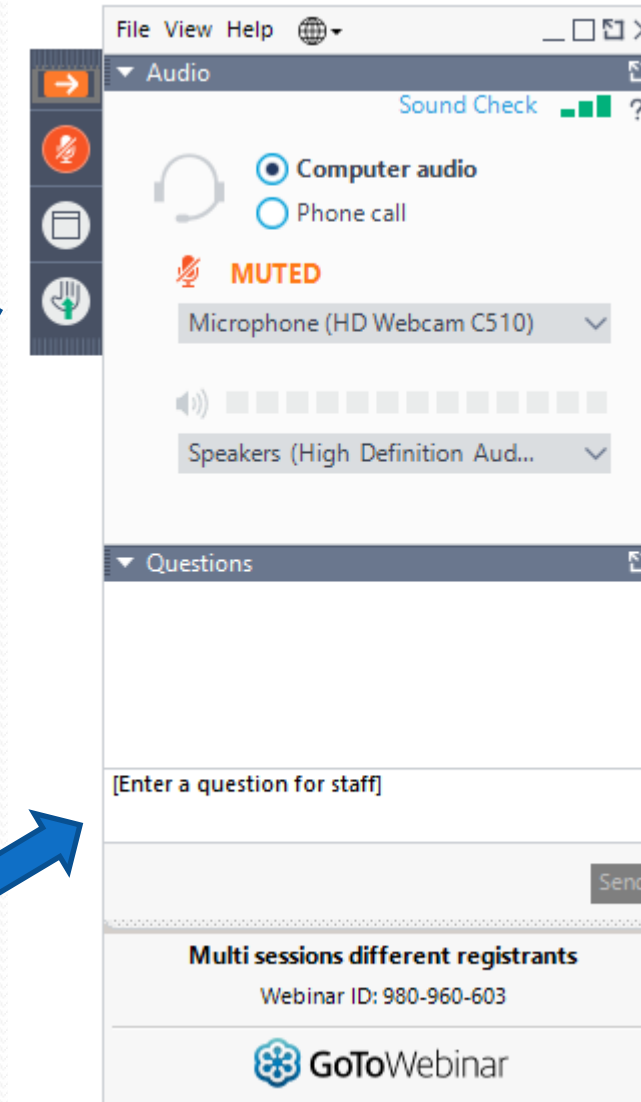 File View Help
Audio
Sound Check ?
Computer audio
Phone call
MUTED
Microphone (HD Webcam C510)
Speakers (High Definition Aud...
Questions
[Enter a question for staff]
Send
Multi sessions different registrants
Webinar ID: 980-960-603
GoToWebinar